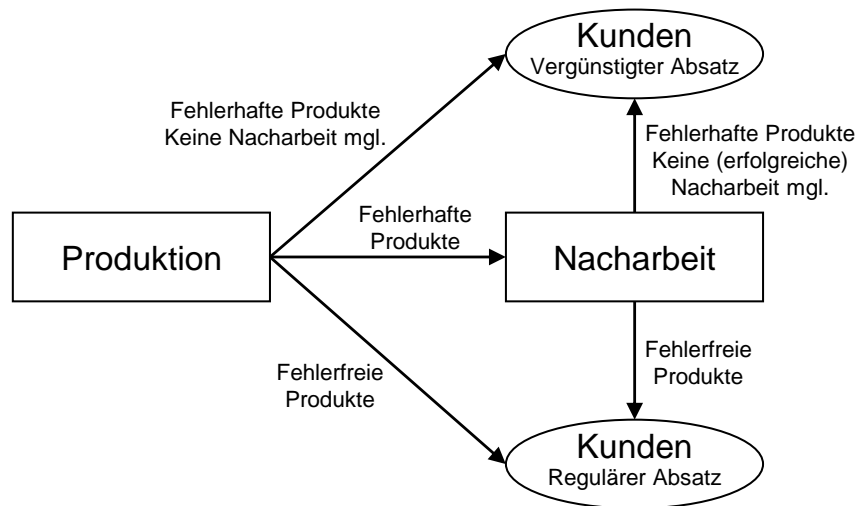 Kunden
Vergünstigter Absatz
Fehlerhafte Produkte
Keine Nacharbeit mgl.
Fehlerhafte Produkte
Keine (erfolgreiche)
Nacharbeit mgl.
Produktion
Fehlerhafte
Produkte
Nacharbeit
Fehlerfreie
Produkte
Fehlerfreie
Produkte
Kunden
Regulärer Absatz